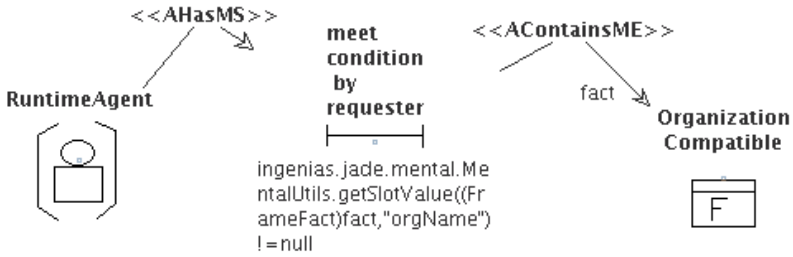 <<AHasMS>>
meet
condition
by
requester
<<AContainsME>>
RuntimeAgent
fact
Organization
Compatible
ingenias.jade.mental.Me
ntalUtils.getSlotValue((Fr
ameFact)fact,"orgName")
!=null
F